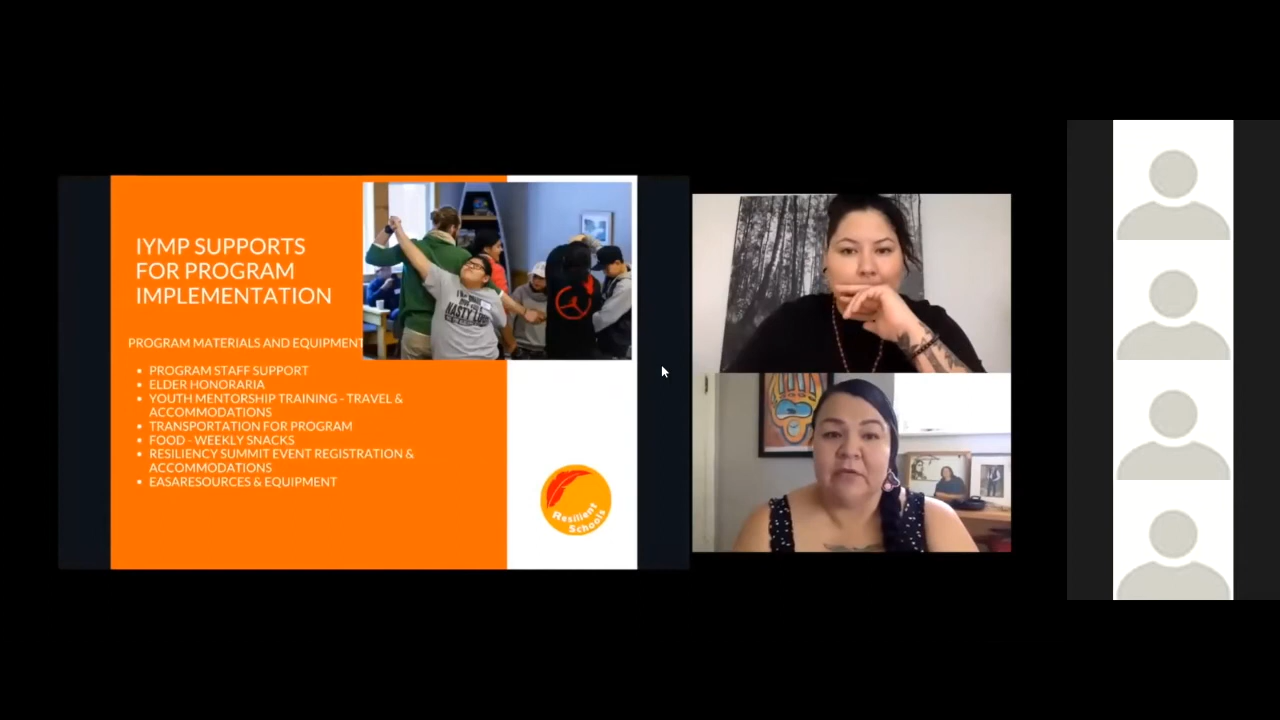 IYMP SUPPORTS
FOR PROGRAM
IMPLEMENTATION
PROGRAM MATERIALS AND EQUIPMENT
▪ PROGRAM STAFF SUPPORT
▪ ELDER HONORARIA
▪ YOUTH MENTORSHIP TRAINING - TRAVEL &
ACCOMMODATIONS
▪ TRANSPORTATION FOR PROGRAM
▪ FOOD - WEEKLY SNACKS
▪ RESILIENCY SUMMIT EVENT REGISTRATION &
ACCOMMODATIONS
▪ EASARESOURCES & EQUIPMENT
NASTY
Resilient
Schools